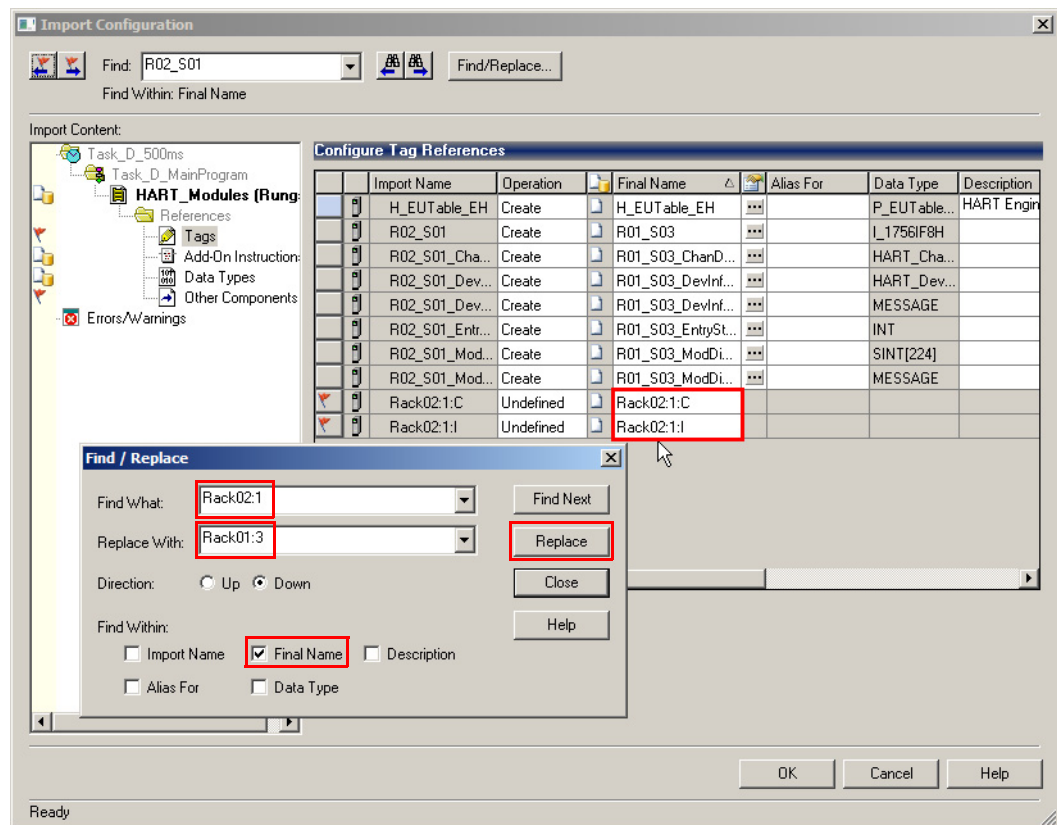 Import Configuration
Find: R02_S01 Find/Replace...
Find Within: Final Name
Import Content:
Task_D_500ms
Task_D_MainProgram
HART_Modules (Rung:
References
Tags
Add-On Instruction:
Data Types
Other Components
Errors/Warnings
Configure Tag References
Import Name Operation Final Name Alias For Data Type Description
H_EUTable_EH Create H_EUTable_EH ... P_EUTable... HART Engin
R02_S01 Create R01_S03 ... I_1756IF8H
R02_S01_Cha... Create R01_S03_ChanD... ... HART_Cha...
R02_S01_Dev... Create R01_S03_DevInf... ... HART_Dev...
R02_S01_Dev... Create R01_S03_DevInf... ... MESSAGE
R02_S01_Entr... Create R01_S03_EntrySt... ... INT
R02_S01_Mod... Create R01_S03_ModDi... ... SINT[224]
R02_S01_Mod... Create R01_S03_ModDi... ... MESSAGE
Rack02:1:C Undefined Rack02:1:C
Rack02:1:I Undefined Rack02:1:I
Find / Replace
Find What: Rack02:1 Find Next
Replace With: Rack01:3 Replace
Direction: Up Down Close
Find Within: Help
Import Name Final Name Description
Alias For Data Type
OK Cancel Help
Ready